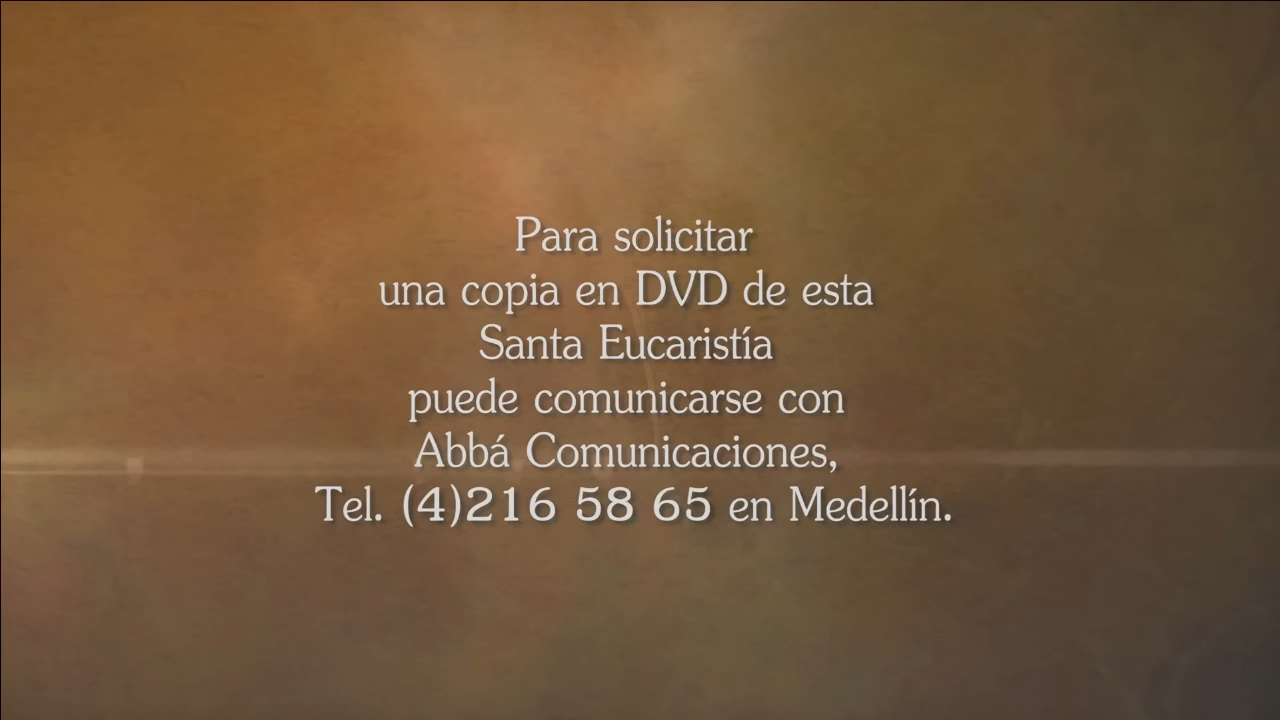 Para solicitar
una copia en DVD de esta
Santa Eucaristía
puede comunicarse con
Abbá Comunicaciones,
Tel. (4)216 58 65 en Medellín.